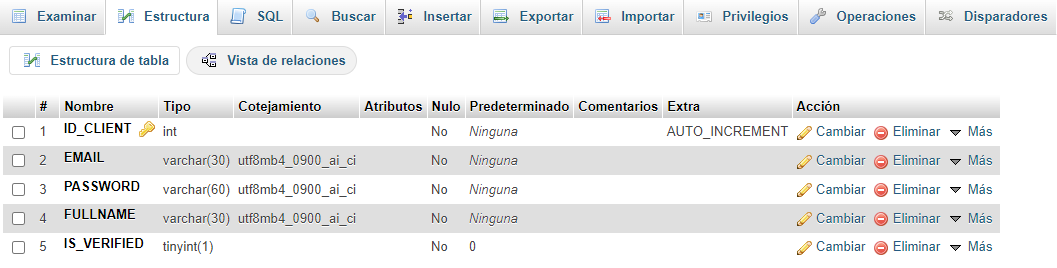 Examinar Estructura SQL Buscar Insertar Exportar Importar Privilegios Operaciones Disparadores
Estructura de tabla Vista de relaciones
# Nombre Tipo Cotejamiento Atributos Nulo Predeterminado Comentarios Extra Acción
1 ID_CLIENT int No Ninguna AUTO_INCREMENT Cambiar Eliminar Más
2 EMAIL varchar(30) utf8mb4_0900_ai_ci No Ninguna Cambiar Eliminar Más
3 PASSWORD varchar(60) utf8mb4_0900_ai_ci No Ninguna Cambiar Eliminar Más
4 FULLNAME varchar(30) utf8mb4_0900_ai_ci No Ninguna Cambiar Eliminar Más
5 IS_VERIFIED tinyint(1) No 0 Cambiar Eliminar Más